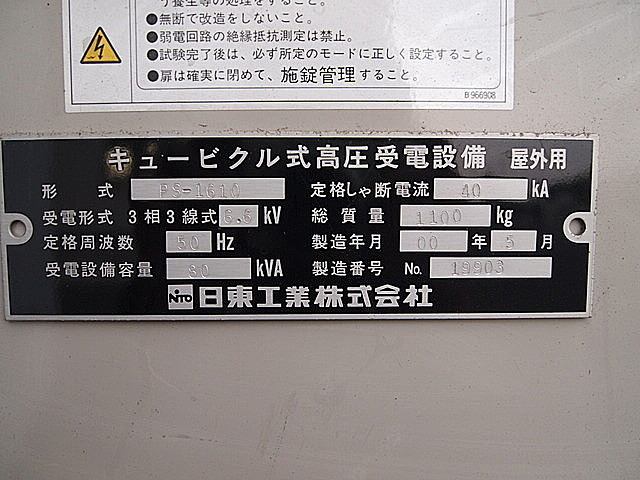 う養生等の処理をすること。
●無断で改造をしないこと。
●弱電回路の絶縁抵抗測定は禁止。
●試験完了後は、必ず所定のモードに正しく設定すること。
●扉は確実に閉めて、施錠管理すること。
B966908
キュービクル式高圧受電設備 屋外用
形式 PS-1610 定格しゃ断電流 40 kA
受電形式 3相3線式 6.6 kV 総質量 1100 kg
定格周波数 50 Hz 製造年月 00 年 5 月
受電設備容量 80 kVA 製造番号 No. 19903
NITO 日東工業株式会社